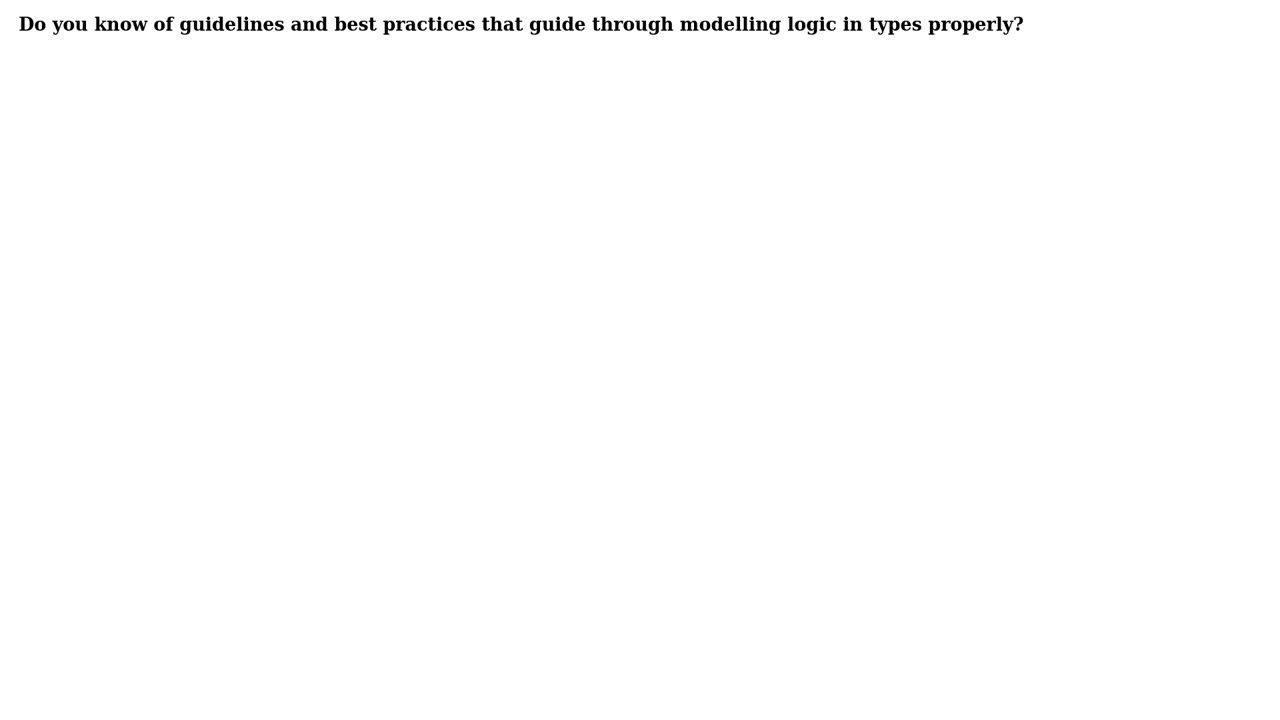 Do you know of guidelines and best practices that guide through modelling logic in types properly?